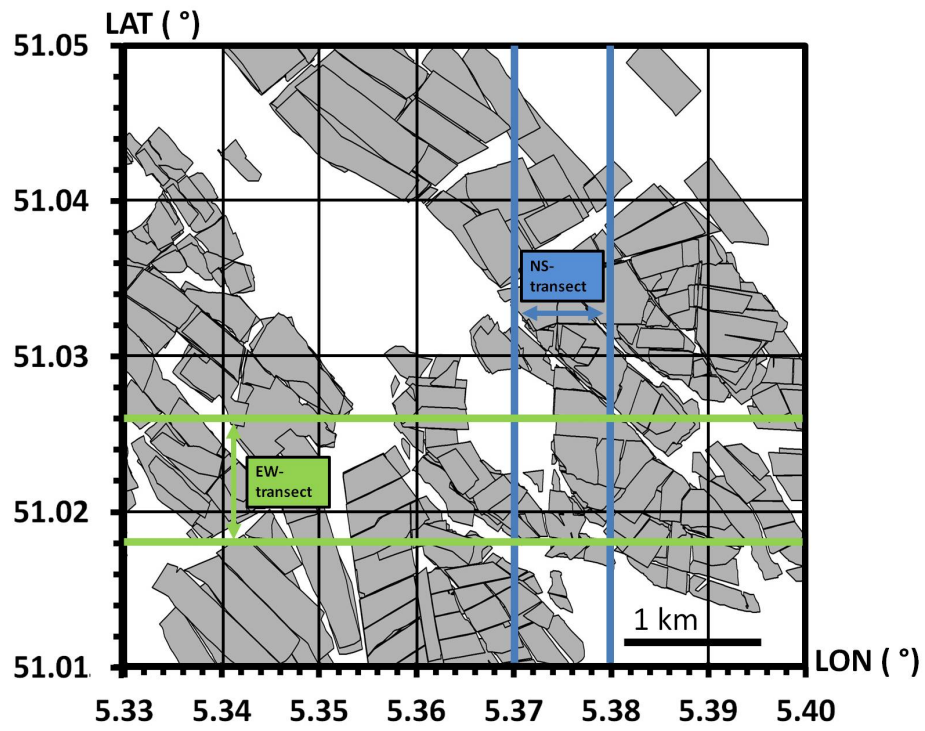 LAT ( °)
51.05
51.04
51.03
51.02
51.01
NS-
transect
EW-
transect
1 km
LON ( °)
5.33 5.34 5.35 5.36 5.37 5.38 5.39 5.40